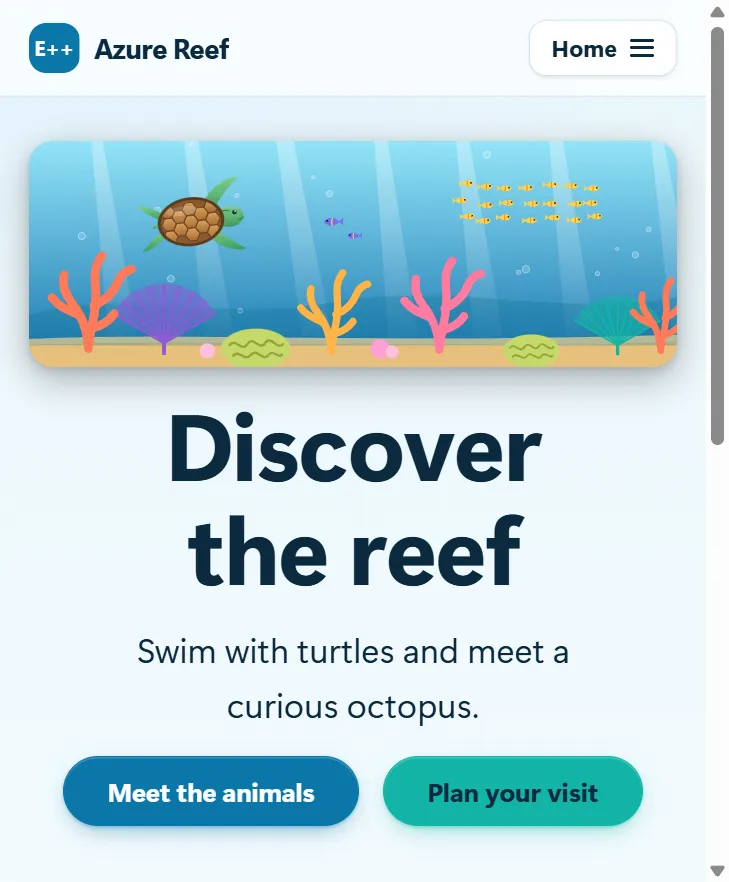 E++ Azure Reef
Home
Discover
the reef
Swim with turtles and meet a
curious octopus.
Meet the animals
Plan your visit